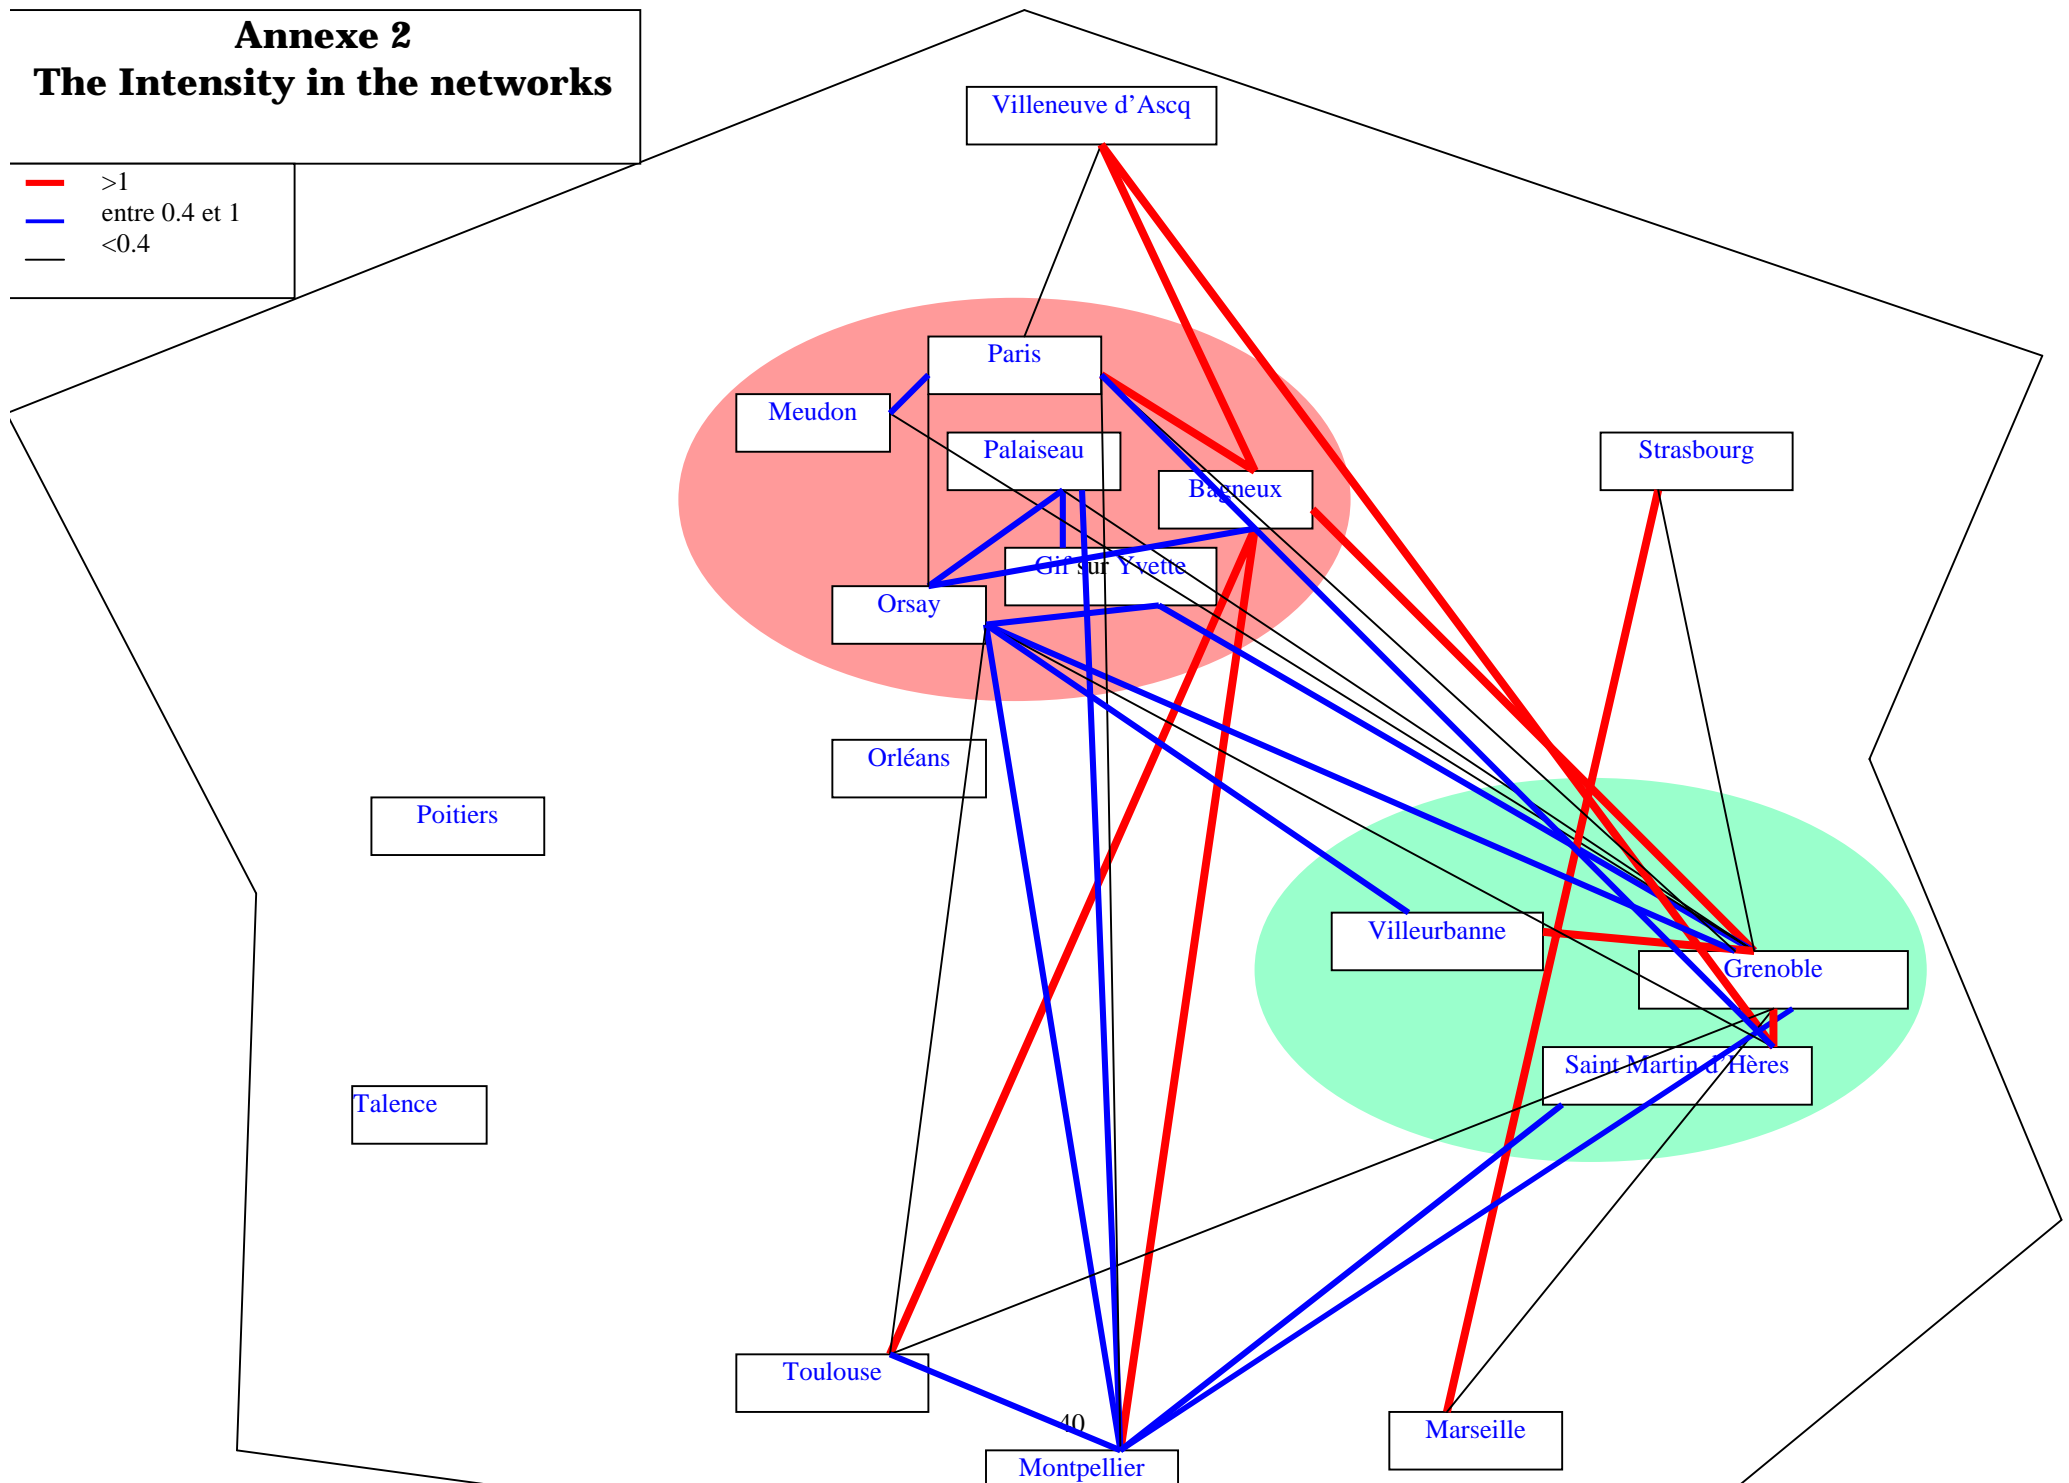 Annexe 2
The Intensity in the networks
>1
entre 0.4 et 1
<0.4
Villeneuve d’Ascq
Paris
Meudon
Palaiseau
Strasbourg
Bagneux
Gif sur Yvette
Orsay
Orléans
Poitiers
Villeurbanne
Grenoble
Saint Martin d’Hères
Talence
Toulouse
40
Marseille
Montpellier